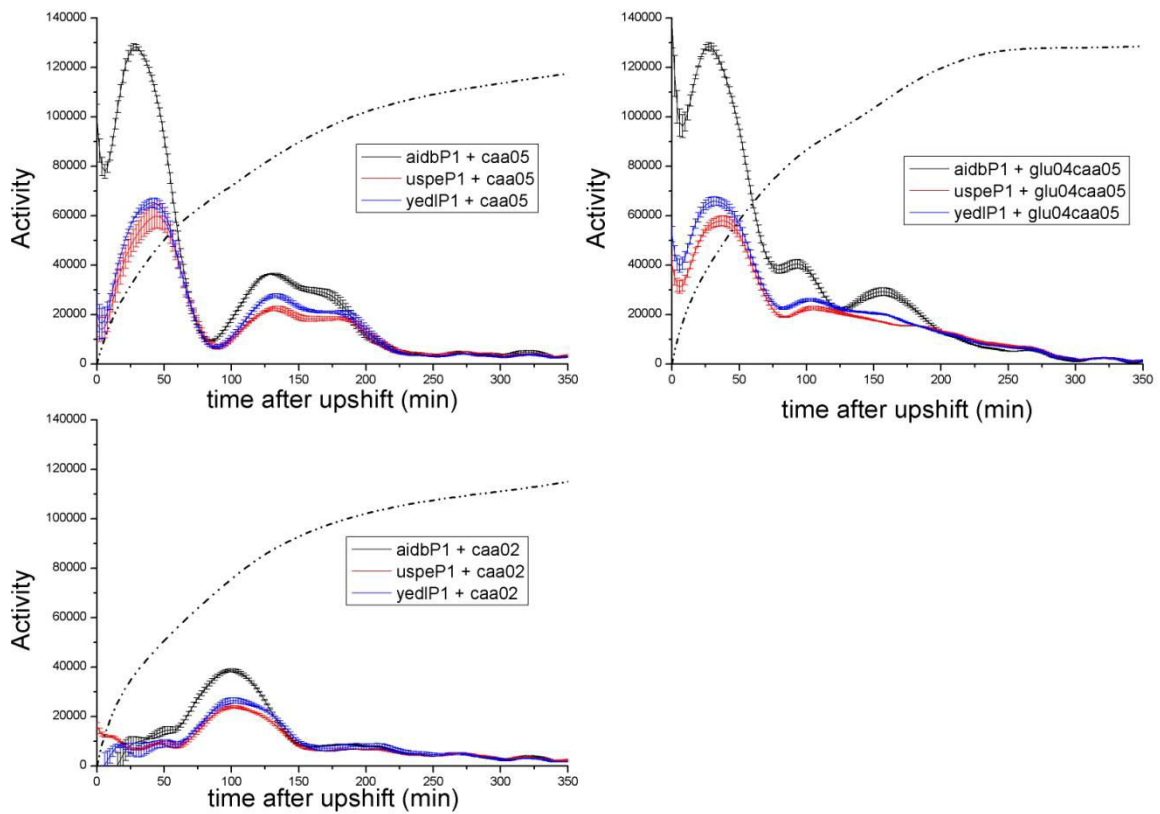 140000
120000
100000
80000
60000
40000
20000
0
Activity
aidbP1 + caa05
uspeP1 + caa05
yedIP1 + caa05
0 50 100 150 200 250 300 350
time after upshift (min)
140000
120000
100000
80000
60000
40000
20000
0
Activity
aidbP1 + glu04caa05
uspeP1 + glu04caa05
yedIP1 + glu04caa05
0 50 100 150 200 250 300 350
time after upshift (min)
140000
120000
100000
80000
60000
40000
20000
0
Activity
aidbP1 + caa02
uspeP1 + caa02
yedIP1 + caa02
0 50 100 150 200 250 300 350
time after upshift (min)